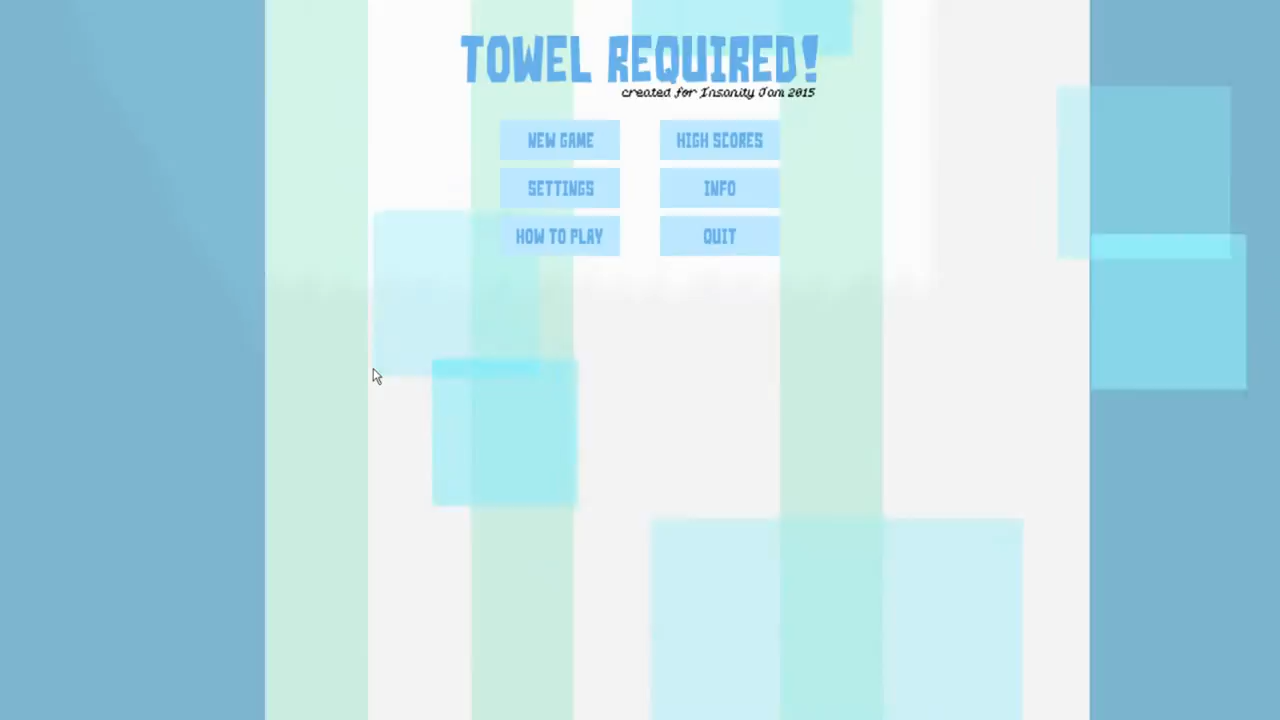 TOWEL REQUIRED!
created for Insanity Jam 2015
NEW GAME
HIGH SCORES
SETTINGS
INFO
HOW TO PLAY
QUIT